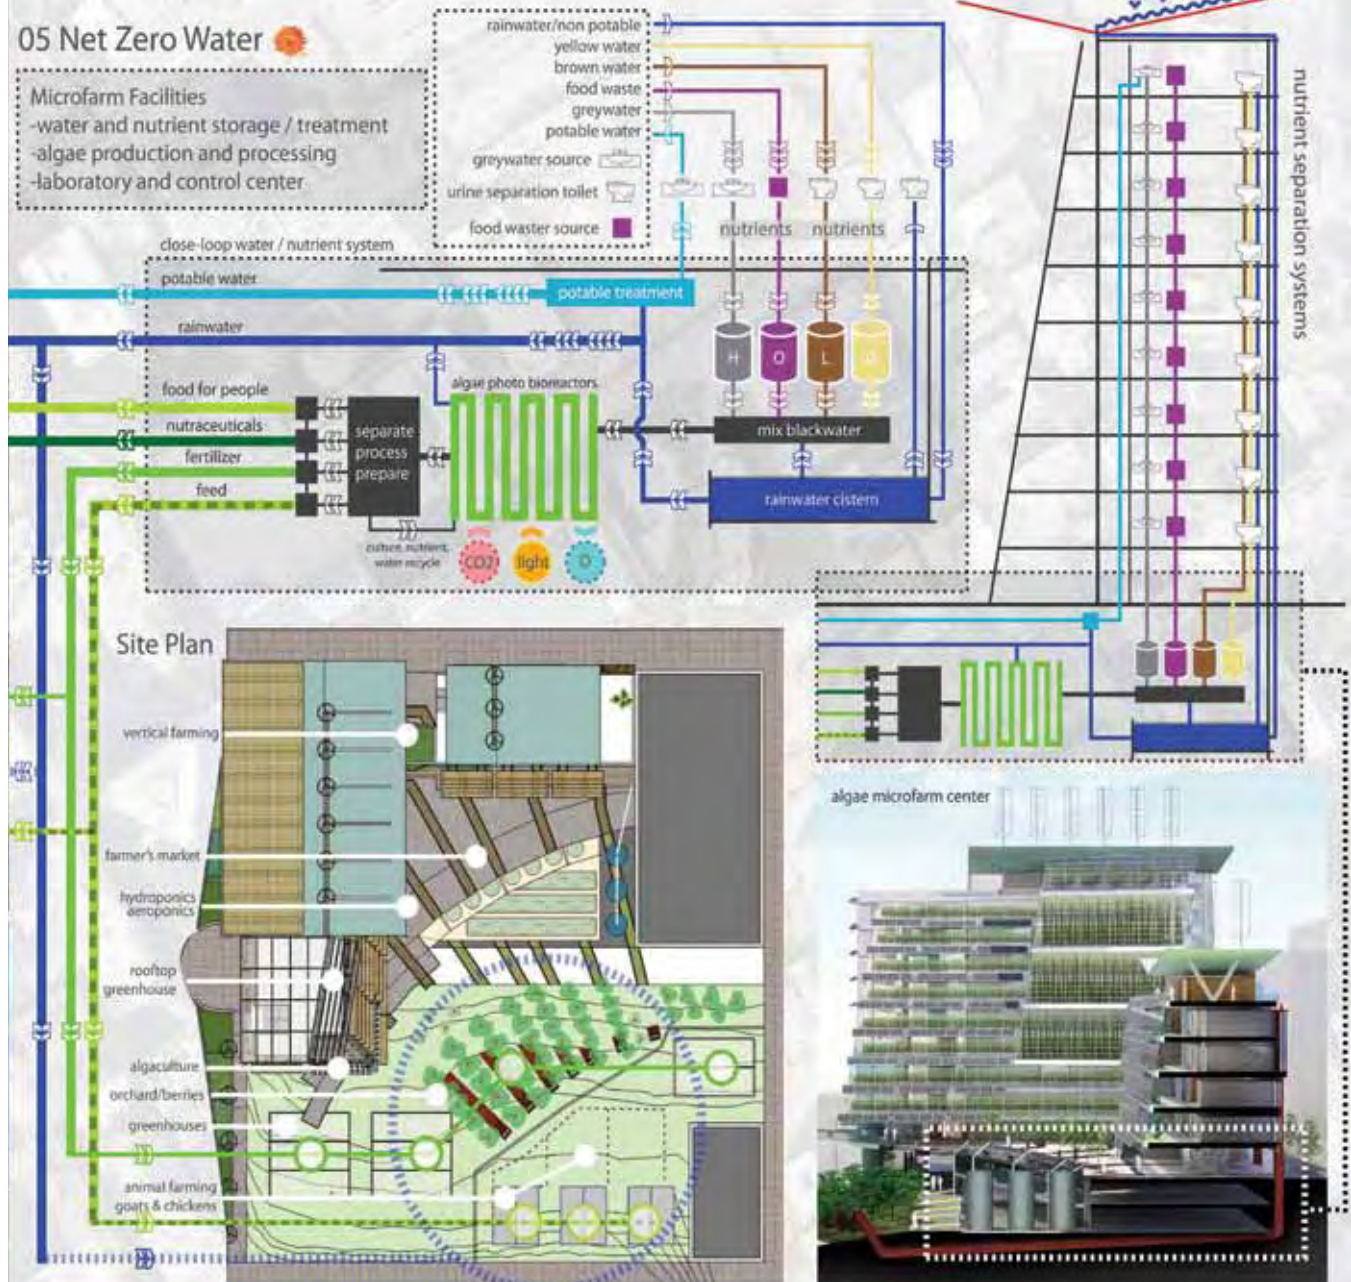 05 Net Zero Water
Microfarm Facilities
-water and nutrient storage / treatment
-algae production and processing
-laboratory and control center
rainwater/non potable
yellow water
brown water
food waste
greywater
potable water
greywater source
urine separation toilet
food waster source
nutrients
nutrients
nutrient separation systems
close-loop water / nutrient system
potable water
potable treatment
rainwater
H
O
L
food for people
algae photo bioreactors
nutraceuticals
separate
process
prepare
mix blackwater
fertilizer
feed
rainwater cistern
culture, nutrient,
water recycle
CO2
light
O
Site Plan
vertical farming
farmer's market
hydroponics
aeroponics
rooftop
greenhouse
algaculture
orchard/berries
greenhouses
animal farming
goats & chickens
algae microfarm center